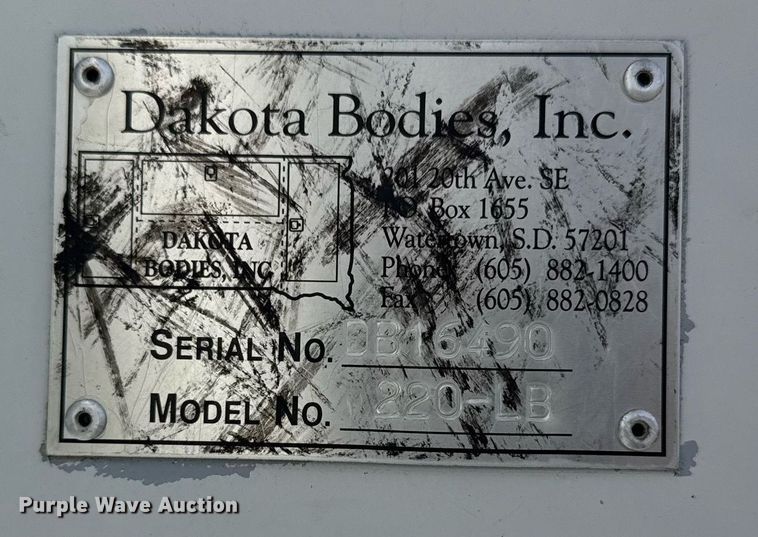 Dakota Bodies, Inc.
201 20th Ave. SE
P.O. Box 1655
Watertown, S.D. 57201
Phone (605) 882-1400
Fax (605) 882-0828
DAKOTA
BODIES, INC.
SERIAL NO. DB16490
MODEL NO. 220-LB
Purple Wave Auction